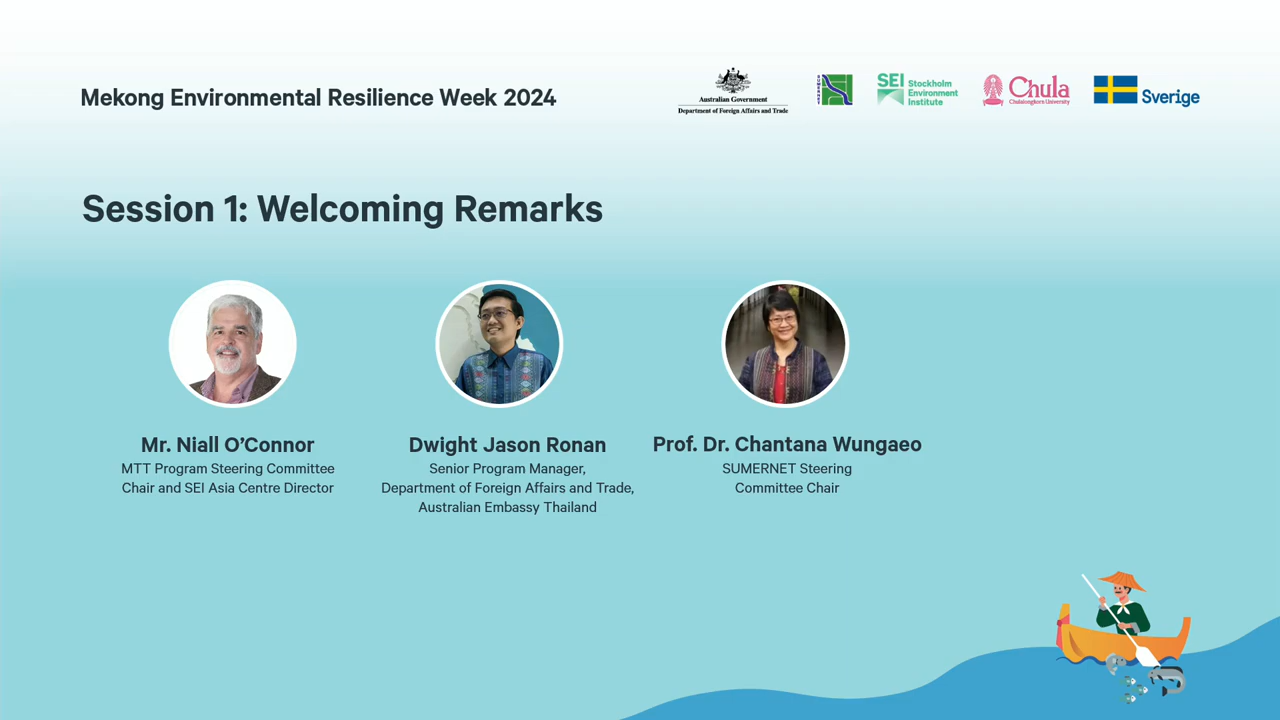 Mekong Environmental Resilience Week 2024
Australian Government
Department of Foreign Affairs and Trade
SUMERNET
SEI Stockholm
Environment
Institute
Chula
Chulalongkorn University
Sverige
Session 1: Welcoming Remarks
Mr. Niall O’Connor
MTT Program Steering Committee
Chair and SEI Asia Centre Director
Dwight Jason Ronan
Senior Program Manager,
Department of Foreign Affairs and Trade,
Australian Embassy Thailand
Prof. Dr. Chantana Wungaeo
SUMERNET Steering
Committee Chair